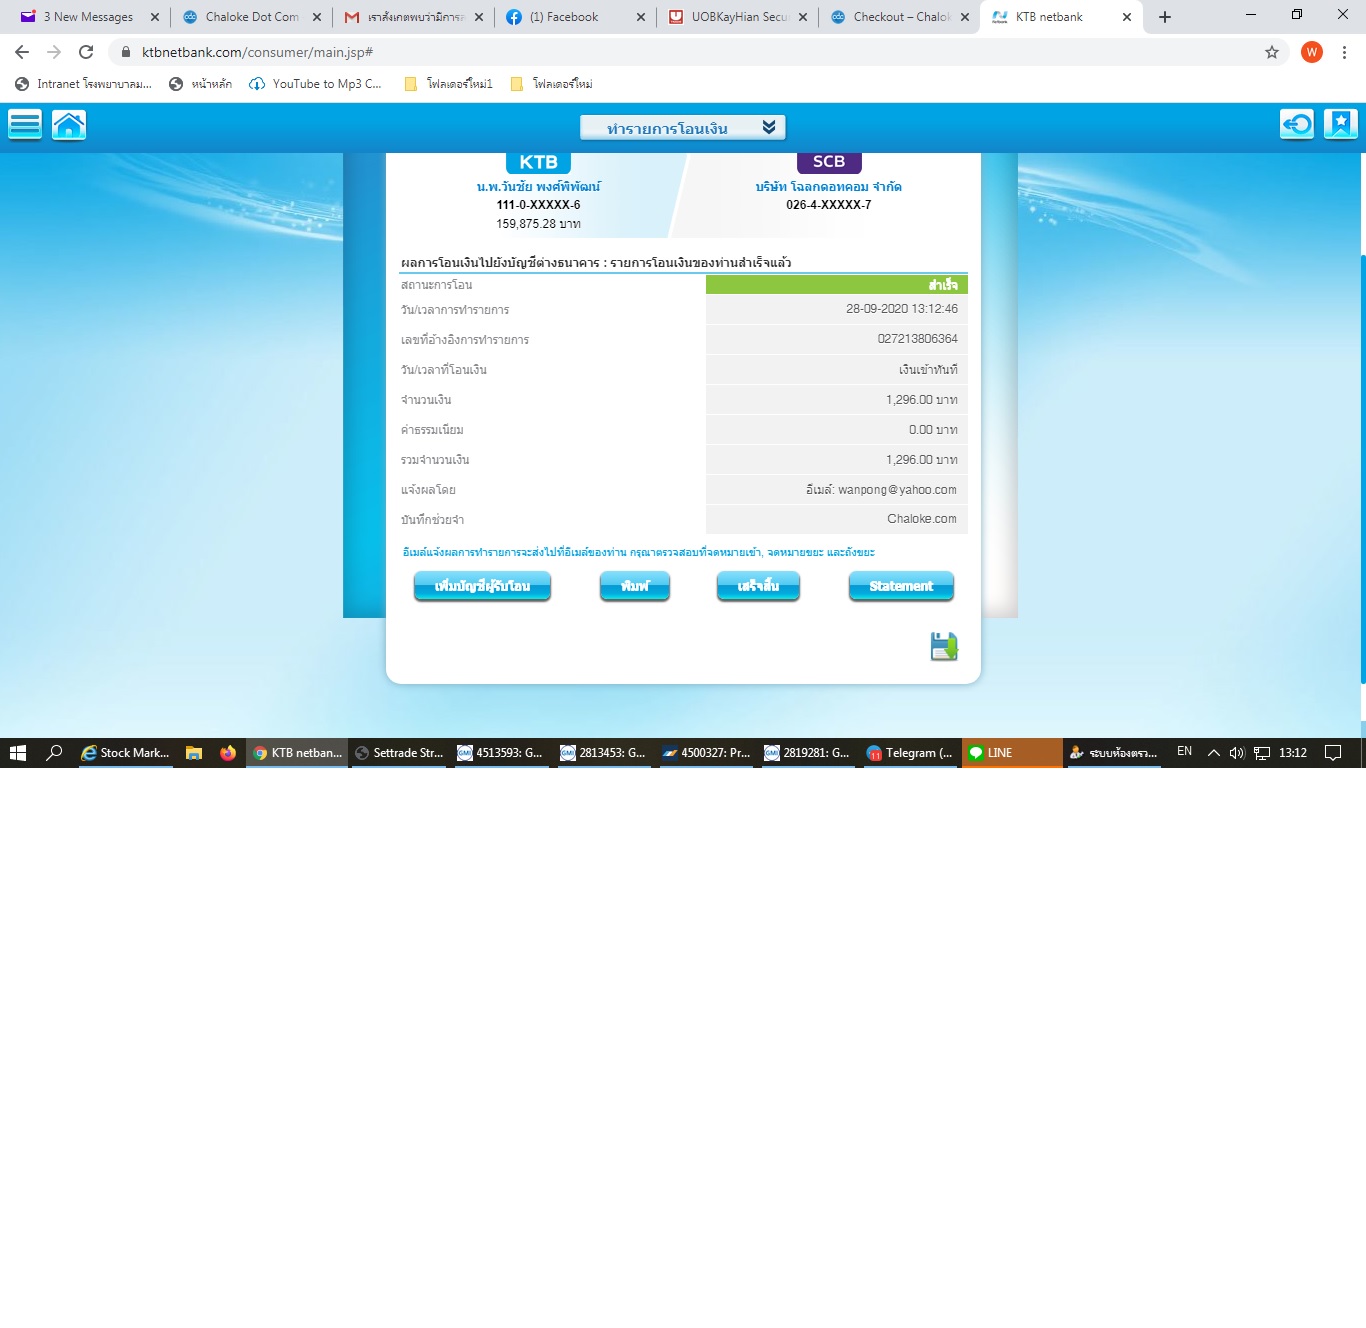 3 New Messages
Chaloke Dot Com
เราสังเกตพบว่ามีการส
(1) Facebook
UOBKayHian Secu
Checkout – Chalok
KTB netbank
ktbnetbank.com/consumer/main.jsp#
W
Intranet โรงพยาบาลม...
หน้าหลัก
YouTube to Mp3 C...
โฟลเดอร์ใหม่1
โฟลเดอร์ใหม่
ทำรายการโอนเงิน
KTB
SCB
น.พ.วันชัย พงศ์พิพัฒน์
บริษัท โฉลกดอทคอม จำกัด
111-0-XXXXX-6
026-4-XXXXX-7
159,875.28 บาท
ผลการโอนเงินไปยังบัญชีต่างธนาคาร : รายการโอนเงินของท่านสำเร็จแล้ว
สถานะการโอน สำเร็จ
วัน/เวลาการทำรายการ 28-09-2020 13:12:46
เลขที่อ้างอิงการทำรายการ 027213806364
วัน/เวลาที่โอนเงิน เงินเข้าทันที
จำนวนเงิน 1,296.00 บาท
ค่าธรรมเนียม 0.00 บาท
รวมจำนวนเงิน 1,296.00 บาท
แจ้งผลโดย อีเมล์: wanpong@yahoo.com
บันทึกช่วยจำ Chaloke.com
อีเมล์แจ้งผลการทำรายการจะส่งไปที่อีเมล์ของท่าน กรุณาตรวจสอบที่จดหมายเข้า, จดหมายขยะ และถังขยะ
เพิ่มบัญชีผู้รับโอน
พิมพ์
เสร็จสิ้น
Statement
Stock Mark...
KTB netban...
Settrade Str...
GMI 4513593: G...
GMI 2813453: G...
4500327: Pr...
GMI 2819281: G...
11 Telegram (...
LINE
ระบบห้องตรว...
EN
13:12